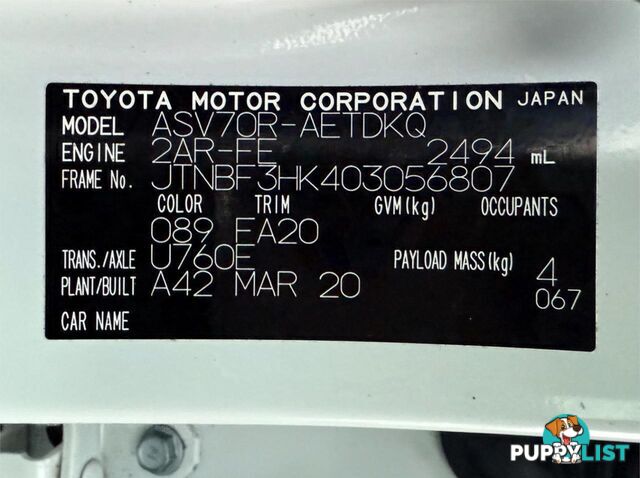 TOYOTA MOTOR CORPORATION JAPAN
MODEL ASV70R-AETDKQ
ENGINE 2AR-FE 2494 mL
FRAME No. JTNBF3HK403056807
COLOR TRIM GVM(kg) OCCUPANTS
089 EA20
TRANS./AXLE U760E PAYLOAD MASS(kg) 4
PLANT/BUILT A42 MAR 20 067
CAR NAME
PUPPYLIST